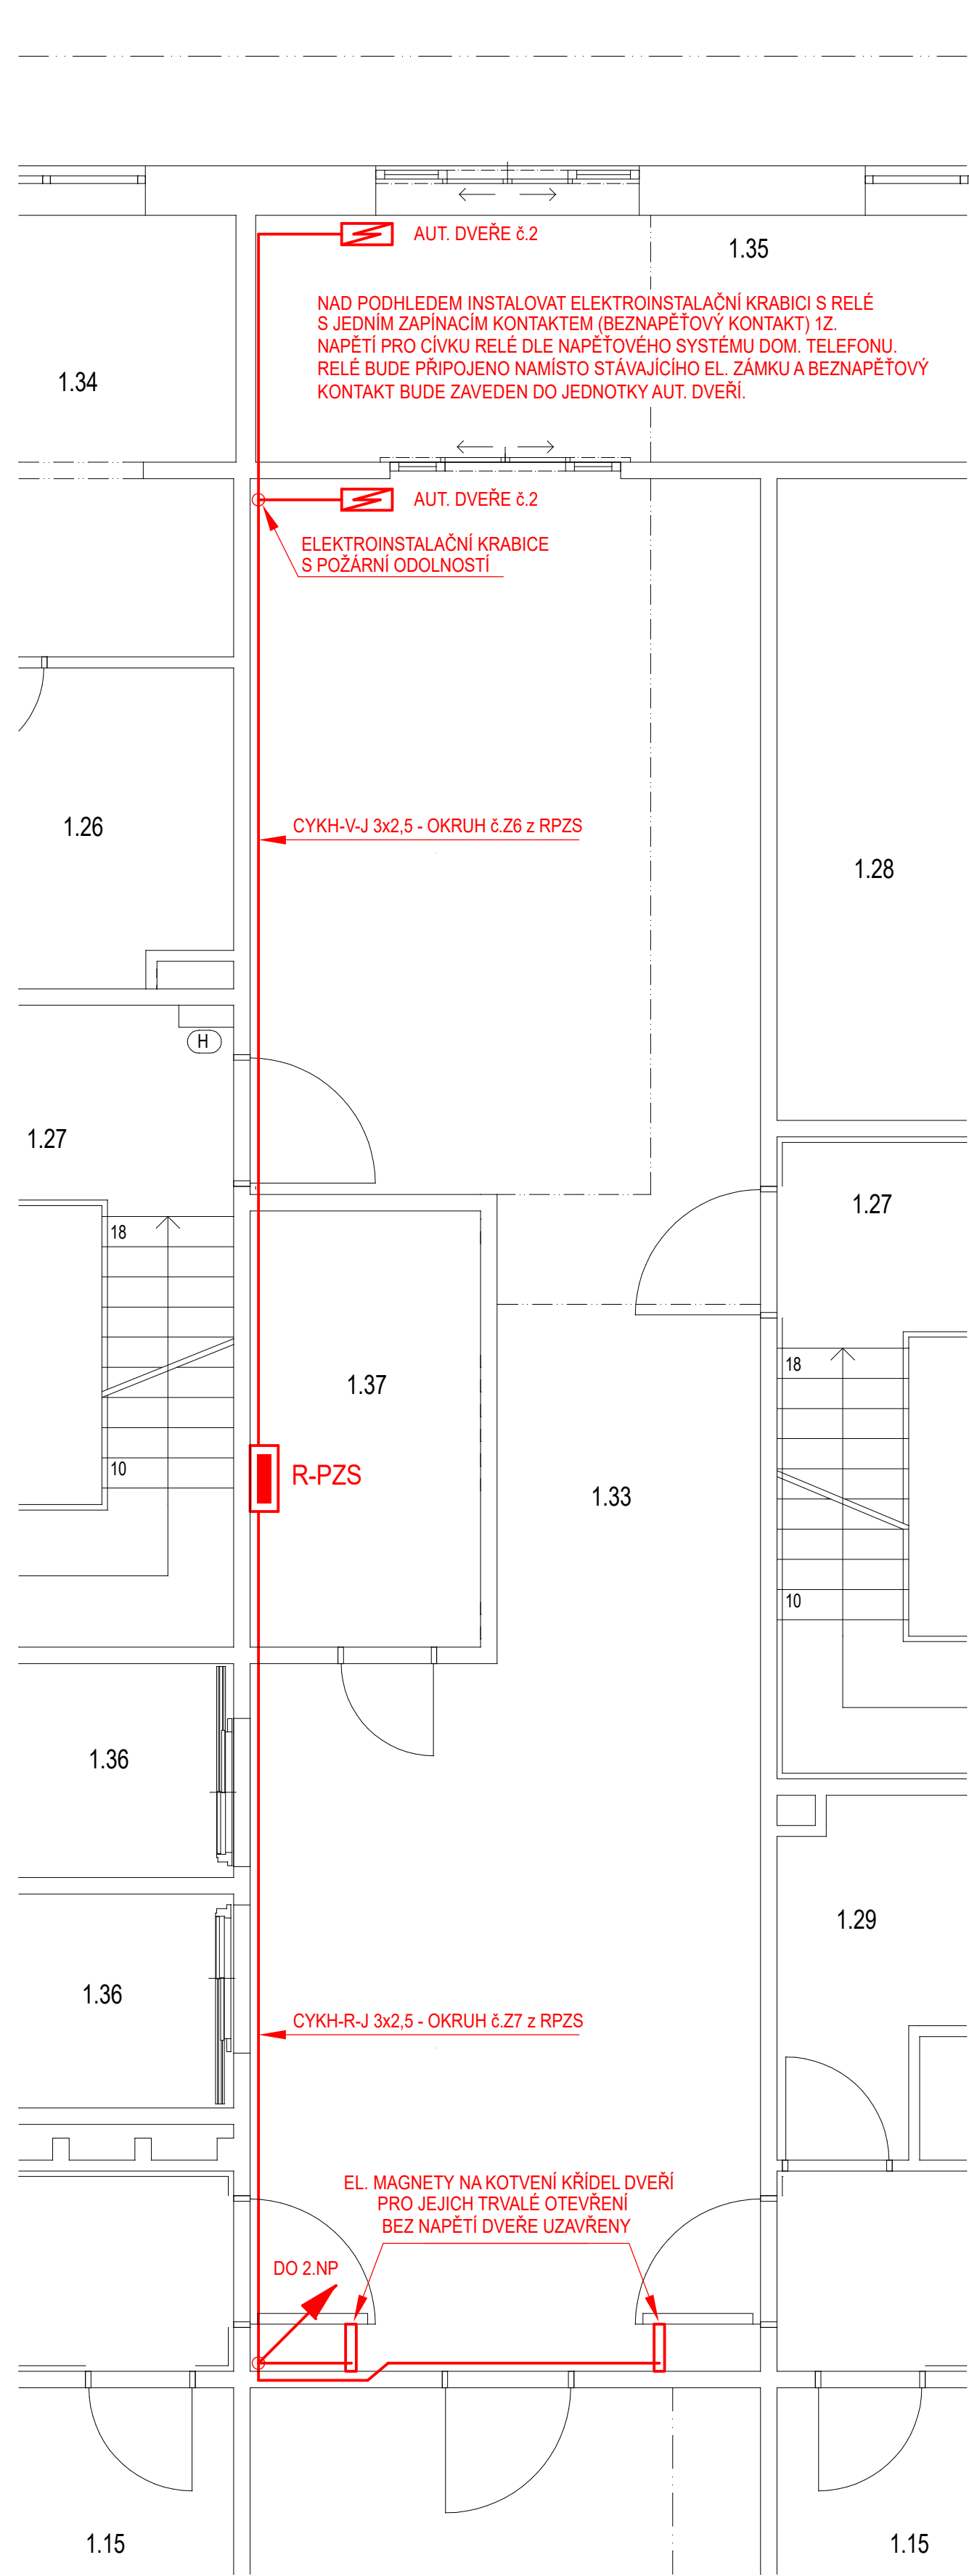 AUT. DVEŘE č.2
1.35
NAD PODHLEDEM INSTALOVAT ELEKTROINSTALAČNÍ KRABICI S RELÉ
S JEDNÍM ZAPÍNACÍM KONTAKTEM (BEZNAPĚŤOVÝ KONTAKT) 1Z.
NAPĚTÍ PRO CÍVKU RELÉ DLE NAPĚŤOVÉHO SYSTÉMU DOM. TELEFONU.
RELÉ BUDE PŘIPOJENO NAMÍSTO STÁVAJÍCÍHO EL. ZÁMKU A BEZNAPĚŤOVÝ
KONTAKT BUDE ZAVEDEN DO JEDNOTKY AUT. DVEŘÍ.
1.34
AUT. DVEŘE č.2
ELEKTROINSTALAČNÍ KRABICE
S POŽÁRNÍ ODOLNOSTÍ
CYKH-V-J 3x2,5 - OKRUH č.Z6 z RPZS
1.26
1.28
H
1.27
1.27
18
18
1.37
10
R-PZS
1.33
10
1.36
1.29
1.36
CYKH-R-J 3x2,5 - OKRUH č.Z7 z RPZS
EL. MAGNETY NA KOTVENÍ KŘÍDEL DVEŘÍ
PRO JEJICH TRVALÉ OTEVŘENÍ
BEZ NAPĚTÍ DVEŘE UZAVŘENY
DO 2.NP
1.15
1.15